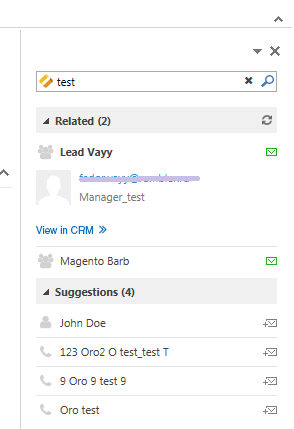 test
Related (2)
Lead Vayy
Manager_test
View in CRM
Magento Barb
Suggestions (4)
John Doe
123 Oro2 O test_test T
9 Oro 9 test 9
Oro test